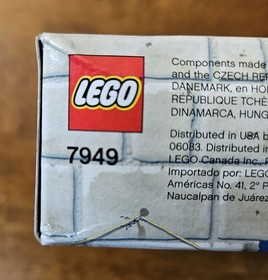 LEGO
7949
Components made
and the CZECH RE
DANEMARK, en HO
RÉPUBLIQUE TCHÈ
DINAMARCA, HUNG
Distributed in USA b
06083. Distributed in
LEGO Canada Inc.,
Importado por: LEGO
Américas No. 41, 2°
Naucalpan de Juárez